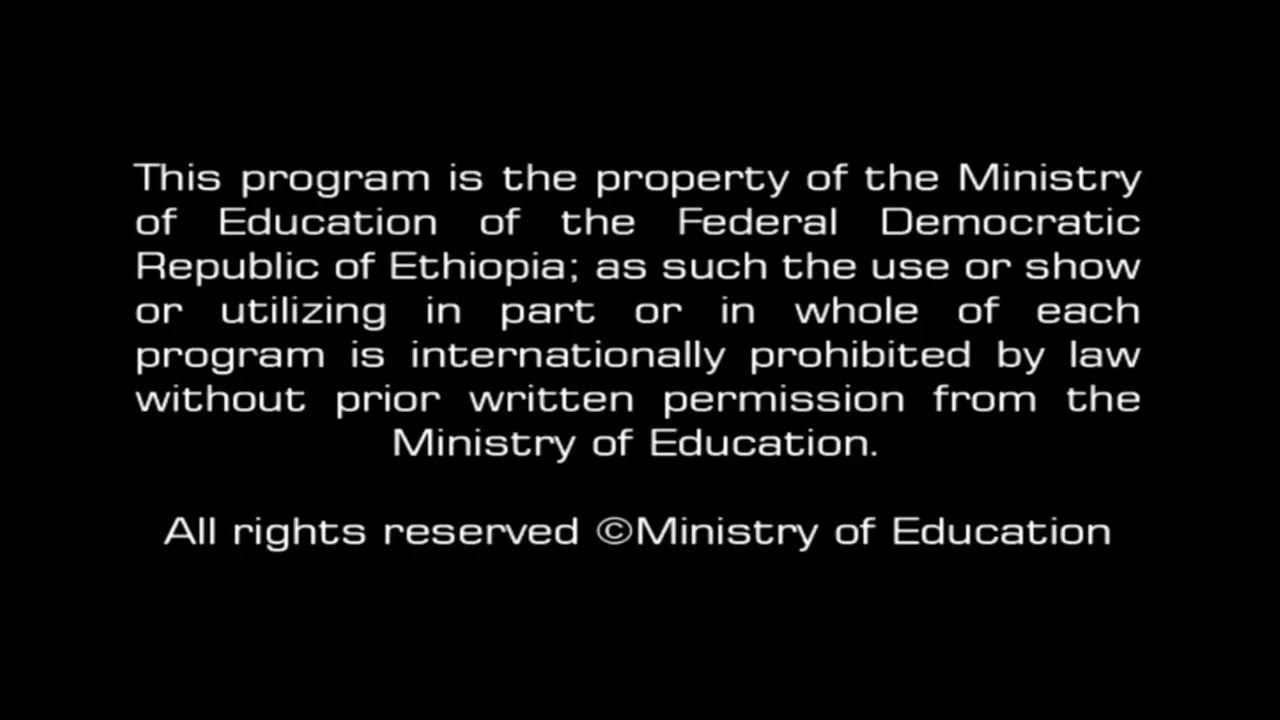 This program is the property of the Ministry
of Education of the Federal Democratic
Republic of Ethiopia; as such the use or show
or utilizing in part or in whole of each
program is internationally prohibited by law
without prior written permission from the
Ministry of Education.
All rights reserved ©Ministry of Education